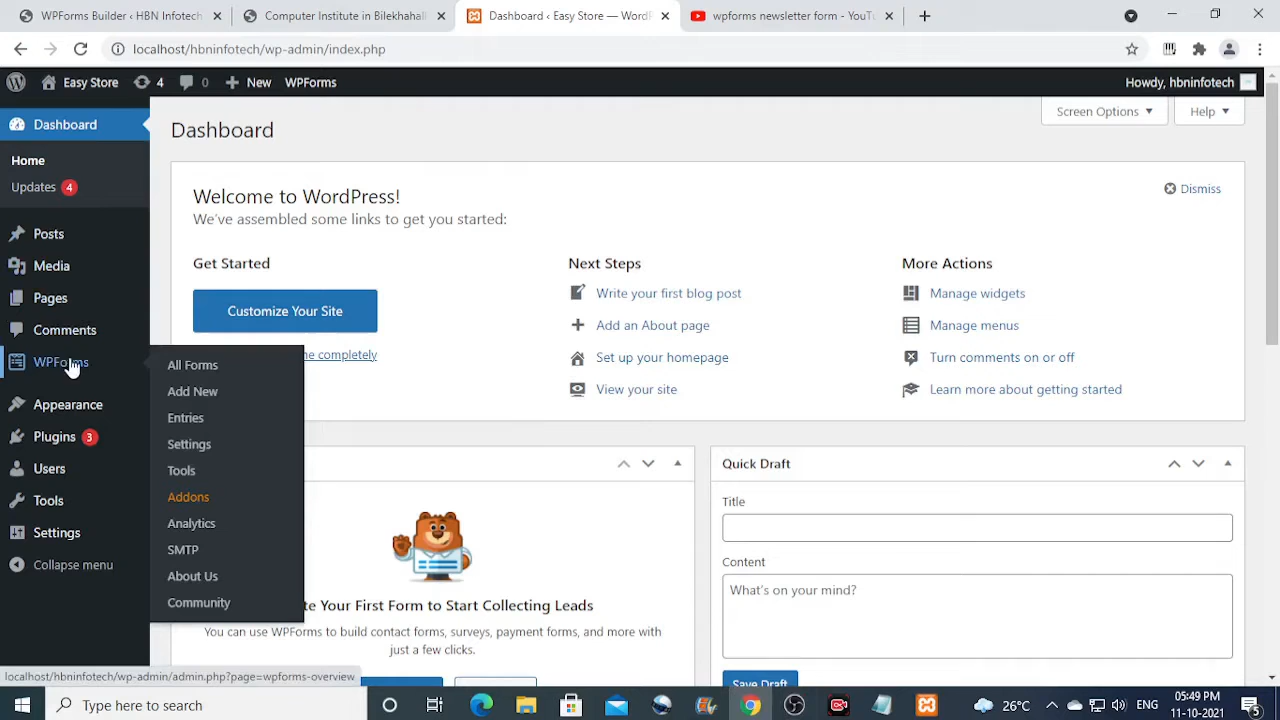 WPForms Builder ‹ HBN Infotech
Computer Institute in Bilekahalli
Dashboard ‹ Easy Store — WordP
wpforms newsletter form - YouTu
localhost/hbninfotech/wp-admin/index.php
Easy Store
4
0
New
WPForms
Howdy, hbninfotech
Dashboard
Home
Updates 4
Posts
Media
Pages
Comments
WPForms
Appearance
Plugins 3
Users
Tools
Settings
Collapse menu
All Forms
Add New
Entries
Settings
Tools
Addons
Analytics
SMTP
About Us
Community
Dashboard
Screen Options
Help
Welcome to WordPress!
We've assembled some links to get you started:
Dismiss
Get Started
Customize Your Site
me completely
Next Steps
Write your first blog post
Add an About page
Set up your homepage
View your site
More Actions
Manage widgets
Manage menus
Turn comments on or off
Learn more about getting started
te Your First Form to Start Collecting Leads
You can use WPForms to build contact forms, surveys, payment forms, and more with
just a few clicks.
Quick Draft
Title
Content
What's on your mind?
Save Draft
localhost/hbninfotech/wp-admin/admin.php?page=wpforms-overview
Type here to search
26°C
ENG
05:49 PM
11-10-2021
5